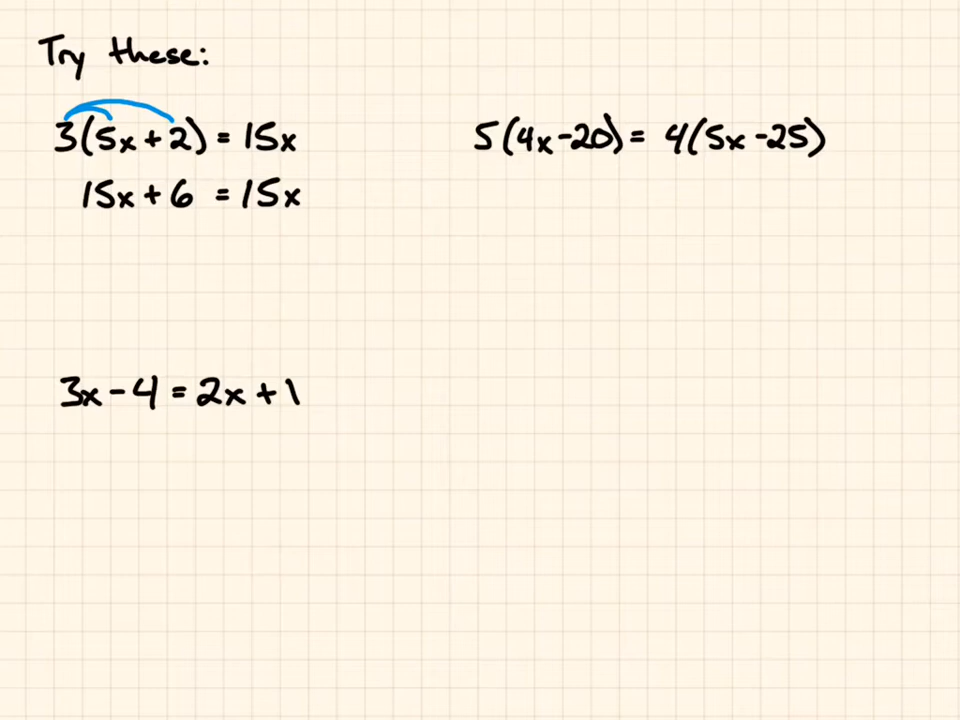 Try these:
3(5x+2) = 15x
15x + 6 = 15x
5(4x-20) = 4(5x-25)
3x - 4 = 2x + 1